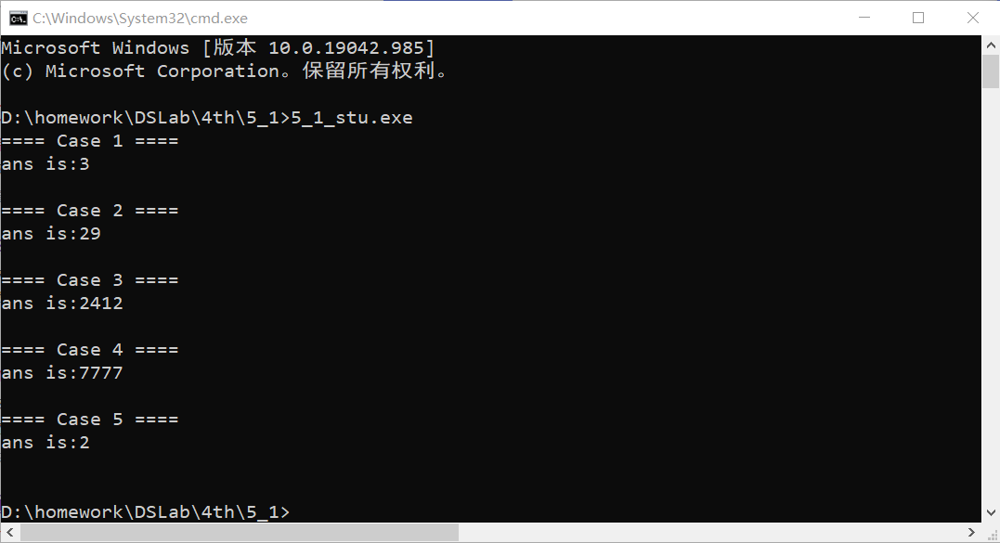 C:\Windows\System32\cmd.exe
Microsoft Windows [版本 10.0.19042.985]
(c) Microsoft Corporation。保留所有权利。
D:\homework\DSLab\4th\5_1>5_1_stu.exe
==== Case 1 ====
ans is:3
==== Case 2 ====
ans is:29
==== Case 3 ====
ans is:2412
==== Case 4 ====
ans is:7777
==== Case 5 ====
ans is:2
D:\homework\DSLab\4th\5_1>